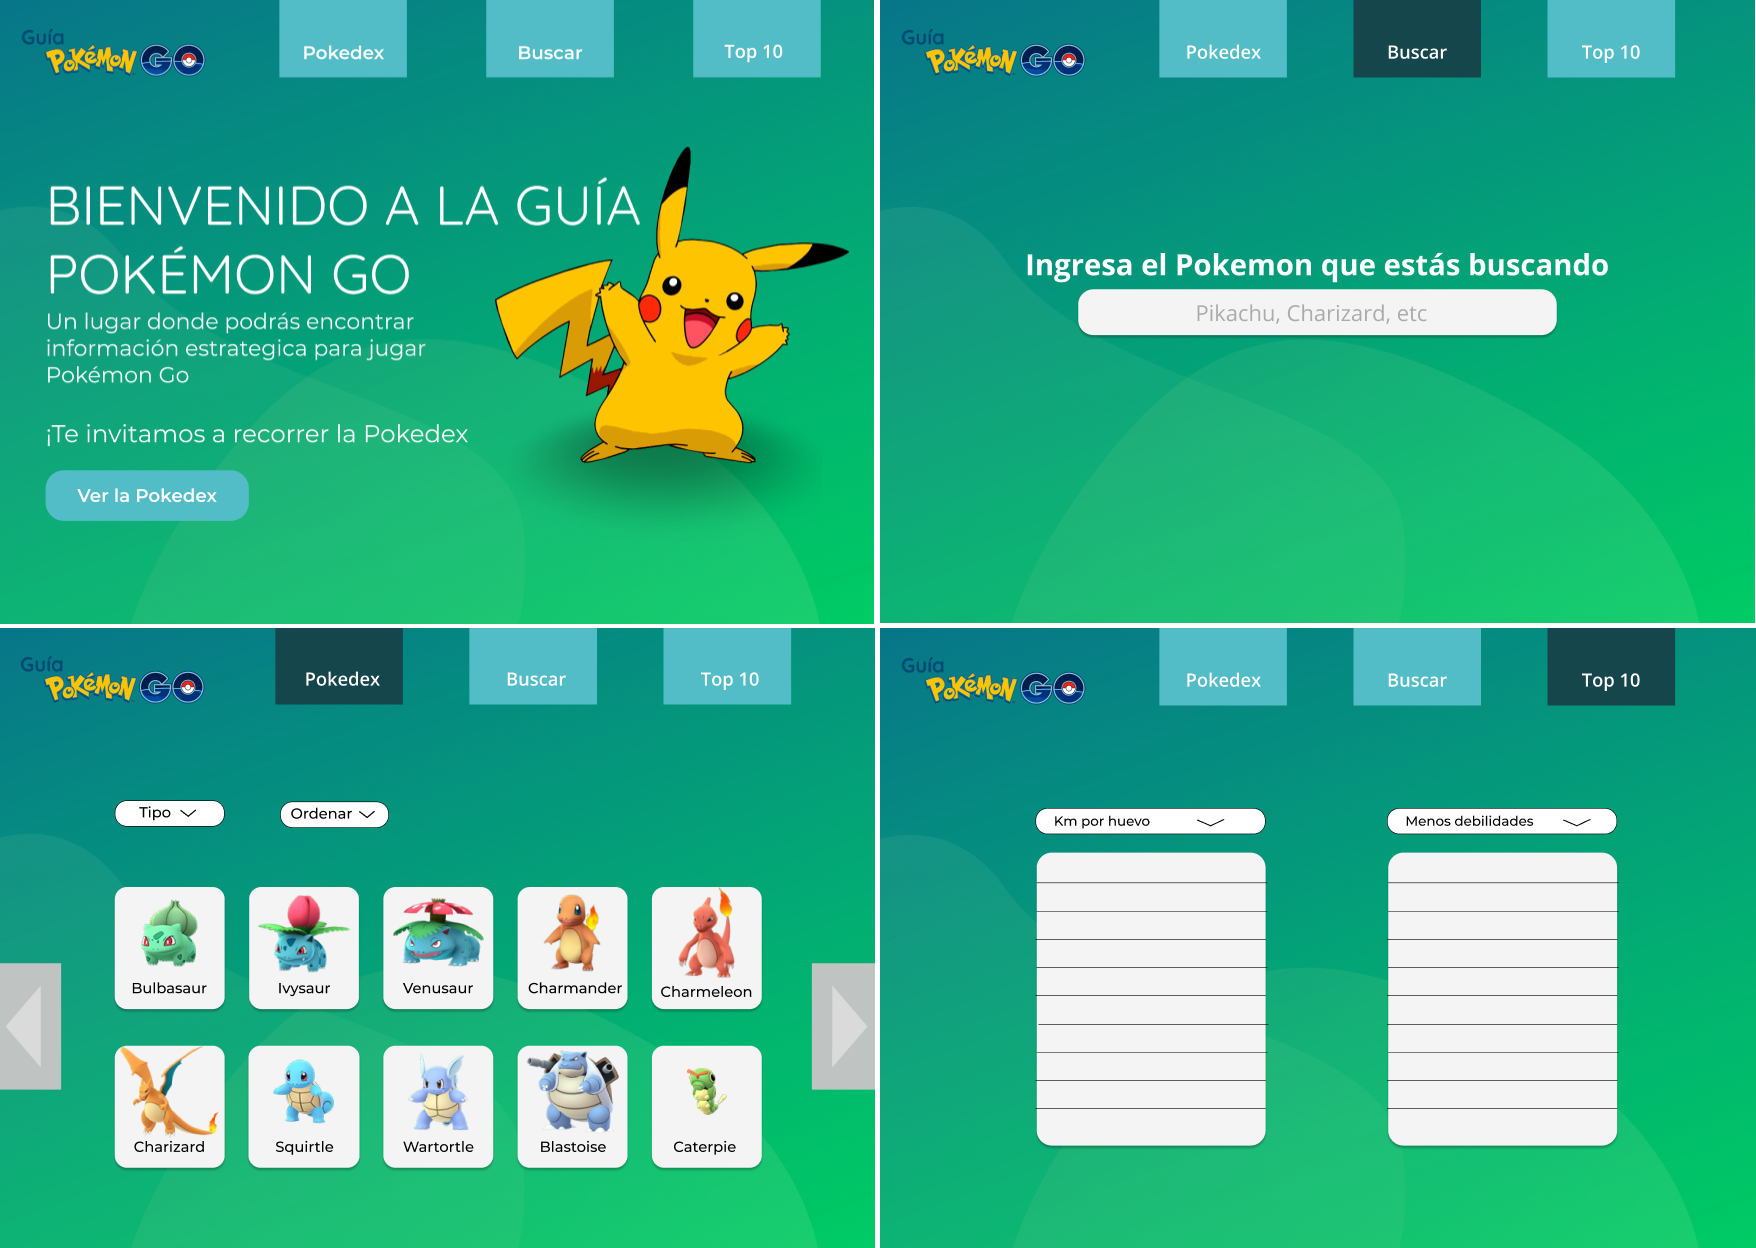 Guía
POKÉMON GO
Pokedex
Buscar
Top 10
BIENVENIDO A LA GUÍA
POKÉMON GO
Un lugar donde podrás encontrar
información estrategica para jugar
Pokémon Go
¡Te invitamos a recorrer la Pokedex
Ver la Pokedex
Guía
POKÉMON GO
Pokedex
Buscar
Top 10
Ingresa el Pokemon que estás buscando
Pikachu, Charizard, etc
Guía
POKÉMON GO
Pokedex
Buscar
Top 10
Tipo
Ordenar
Bulbasaur
Ivysaur
Venusaur
Charmander
Charmeleon
Charizard
Squirtle
Wartortle
Blastoise
Caterpie
Guía
POKÉMON GO
Pokedex
Buscar
Top 10
Km por huevo
Menos debilidades